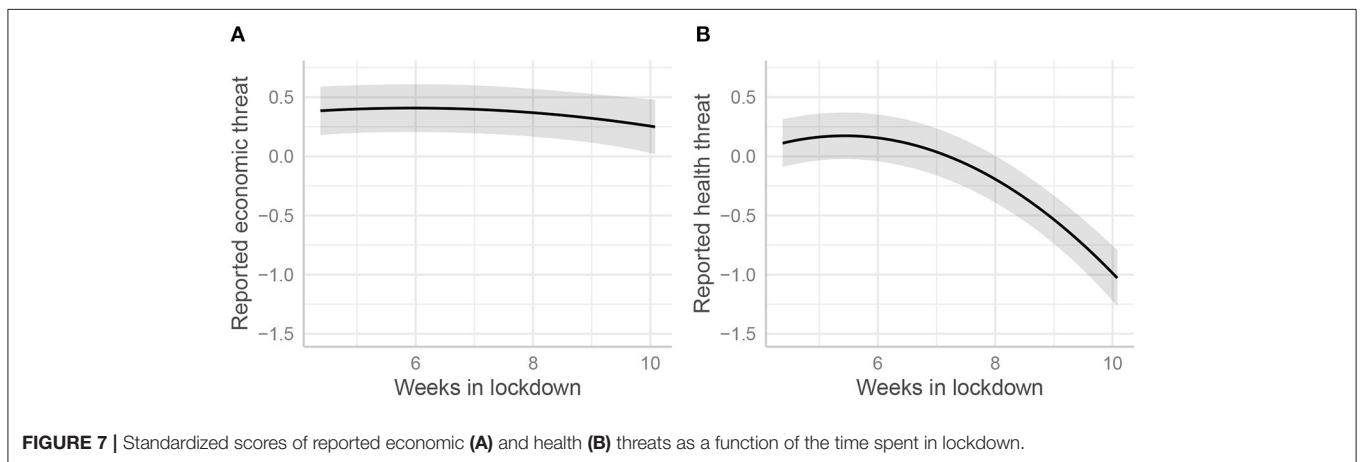 A
Reported economic threat
0.5
0.0
−0.5
−1.0
−1.5
6
8
10
Weeks in lockdown
B
Reported health threat
0.5
0.0
−0.5
−1.0
−1.5
6
8
10
Weeks in lockdown
FIGURE 7 | Standardized scores of reported economic (A) and health (B) threats as a function of the time spent in lockdown.